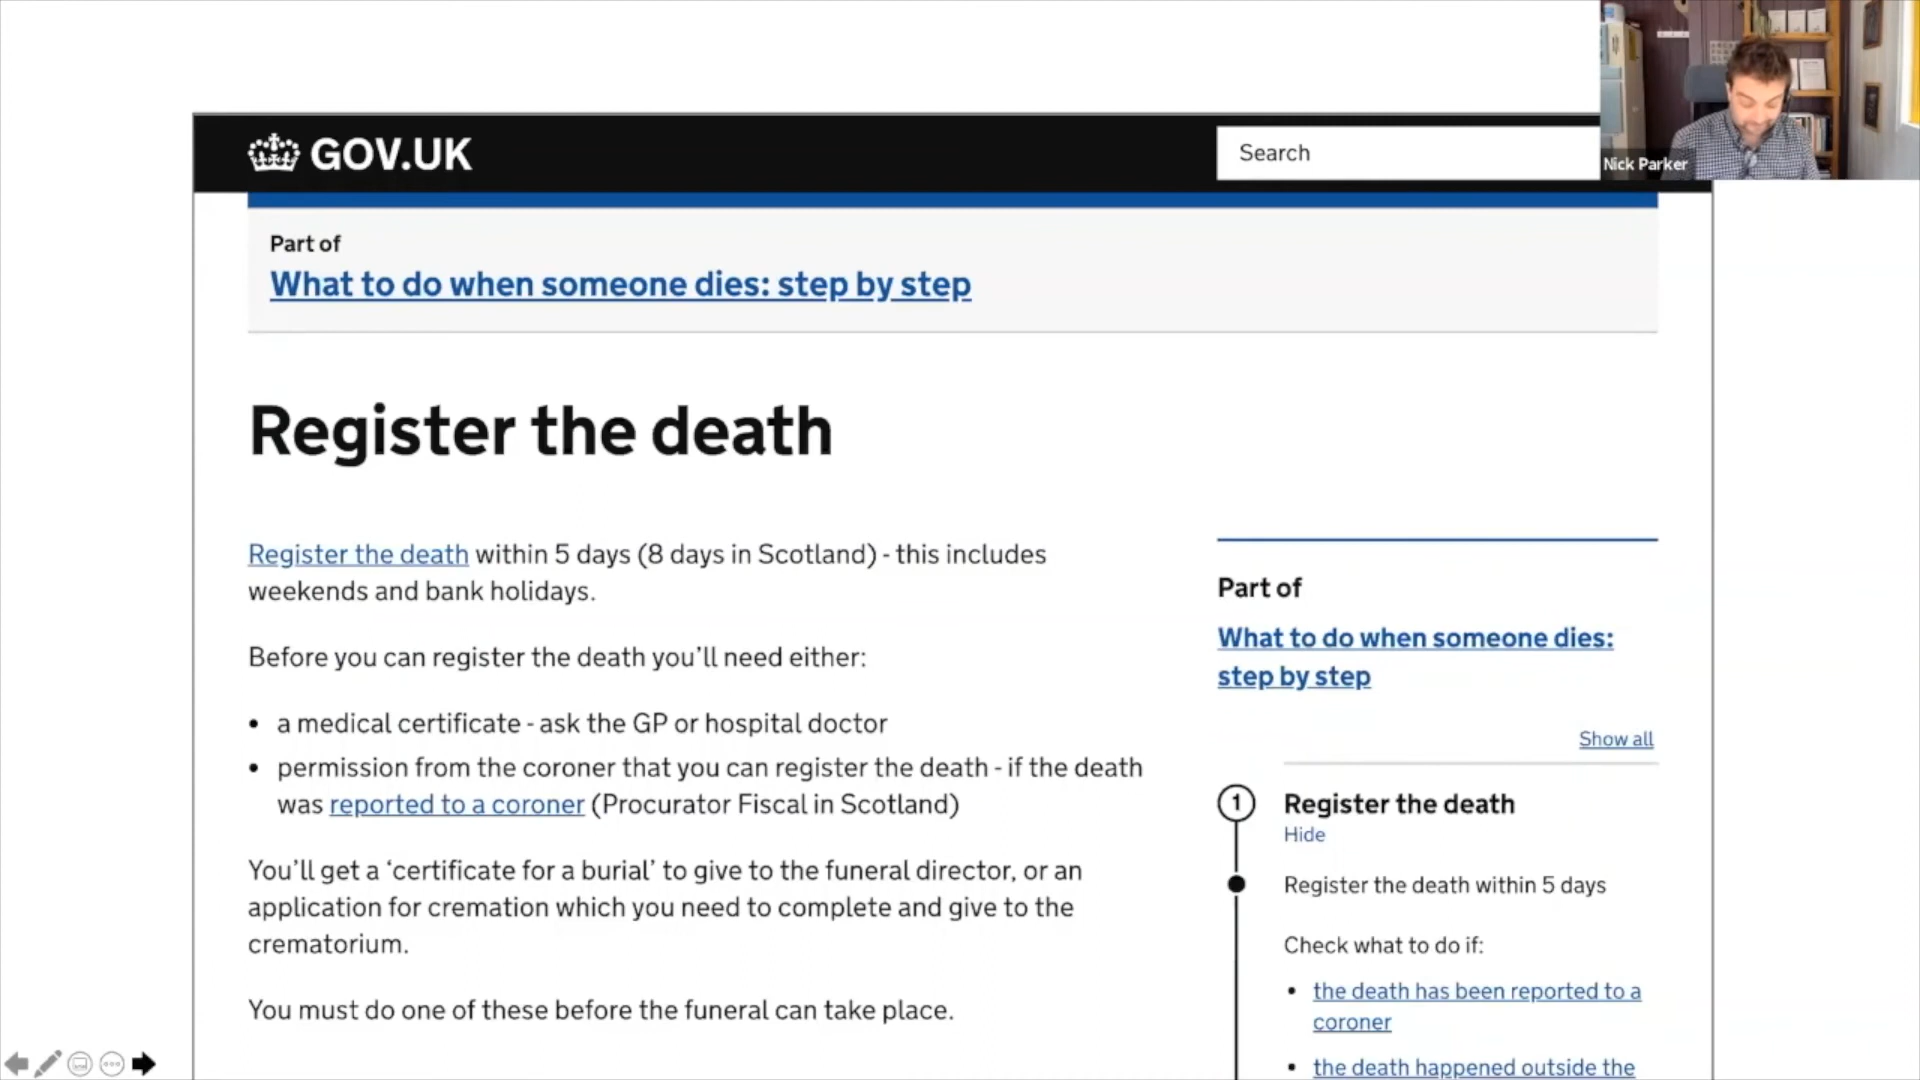 GOV.UK
Search
Nick Parker
Part of
What to do when someone dies: step by step
Register the death
Register the death within 5 days (8 days in Scotland) - this includes
weekends and bank holidays.
Before you can register the death you’ll need either:
• a medical certificate - ask the GP or hospital doctor
• permission from the coroner that you can register the death - if the death
was reported to a coroner (Procurator Fiscal in Scotland)
You’ll get a ‘certificate for a burial’ to give to the funeral director, or an
application for cremation which you need to complete and give to the
crematorium.
You must do one of these before the funeral can take place.
Part of
What to do when someone dies:
step by step
Show all
1 Register the death
Hide
Register the death within 5 days
Check what to do if:
• the death has been reported to a
coroner
• the death happened outside the